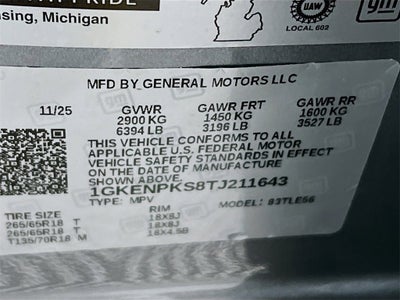 nsing, Michigan
UAW
LOCAL 602
gm
MFD BY GENERAL MOTORS LLC
11/25 GVWR GAWR FRT GAWR RR
2900 KG 1450 KG 1600 KG
6394 LB 3196 LB 3527 LB
THIS VEHICLE CONFORMS TO ALL
APPLICABLE U.S. FEDERAL MOTOR
VEHICLE SAFETY STANDARDS IN EFFECT ON
THE DATE OF MANUFACTURE SHOWN ABOVE.
1GKENPKS8TJ211643
TYPE: MPV MODEL: 83TLE56
TIRE SIZE RIM
265/65R18 T 18X8J
265/65R18 T 18X8J
T135/70R18 M 18X4.5B